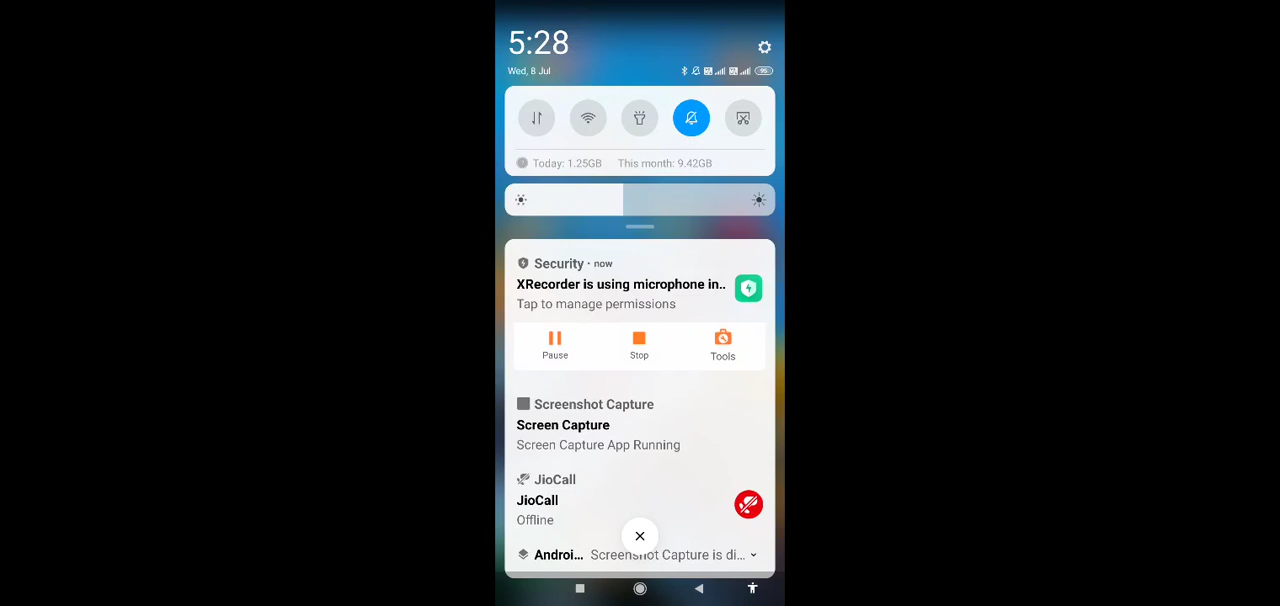 5:28
Wed, 8 Jul
95
Today: 1.25GB This month: 9.42GB
Security · now
XRecorder is using microphone in..
Tap to manage permissions
Pause Stop Tools
Screenshot Capture
Screen Capture
Screen Capture App Running
JioCall
JioCall
Offline
Androi... Screenshot Capture is di...